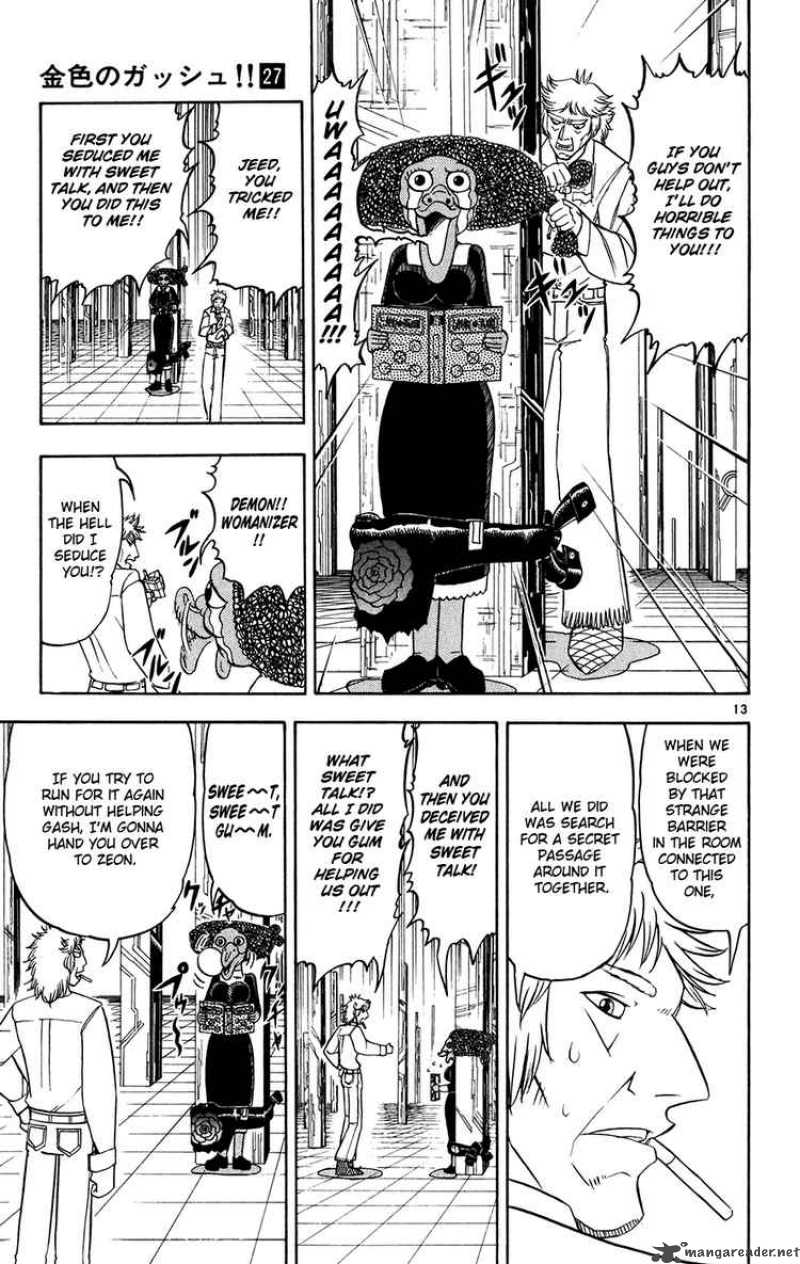 金色のガッシュ!! 27
IF YOU
GUYS DON'T
HELP OUT,
I'LL DO
HORRIBLE
THINGS TO
YOU!!!
UWAAAAAAAAAA!!!
JEED,
YOU
TRICKED
ME!!
FIRST YOU
SEDUCED ME
WITH SWEET
TALK, AND THEN
YOU DID THIS
TO ME!!
DEMON!!
WOMANIZER
!!
WHEN
THE HELL
DID I
SEDUCE
YOU!?
13
WHEN WE
WERE
BLOCKED
BY THAT
STRANGE
BARRIER
IN THE ROOM
CONNECTED
TO THIS
ONE,
ALL WE DID
WAS SEARCH
FOR A SECRET
PASSAGE
AROUND IT
TOGETHER.
AND
THEN YOU
DECEIVED
ME WITH
SWEET
TALK!
WHAT
SWEET
TALK!?
ALL I DID
WAS GIVE
YOU GUM
FOR
HELPING
US OUT
!!!
SWEE~~T,
SWEE~~T
GU~~M.
IF YOU TRY TO
RUN FOR IT AGAIN
WITHOUT HELPING
GASH, I'M GONNA
HAND YOU OVER
TO ZEON.
mangareader.net